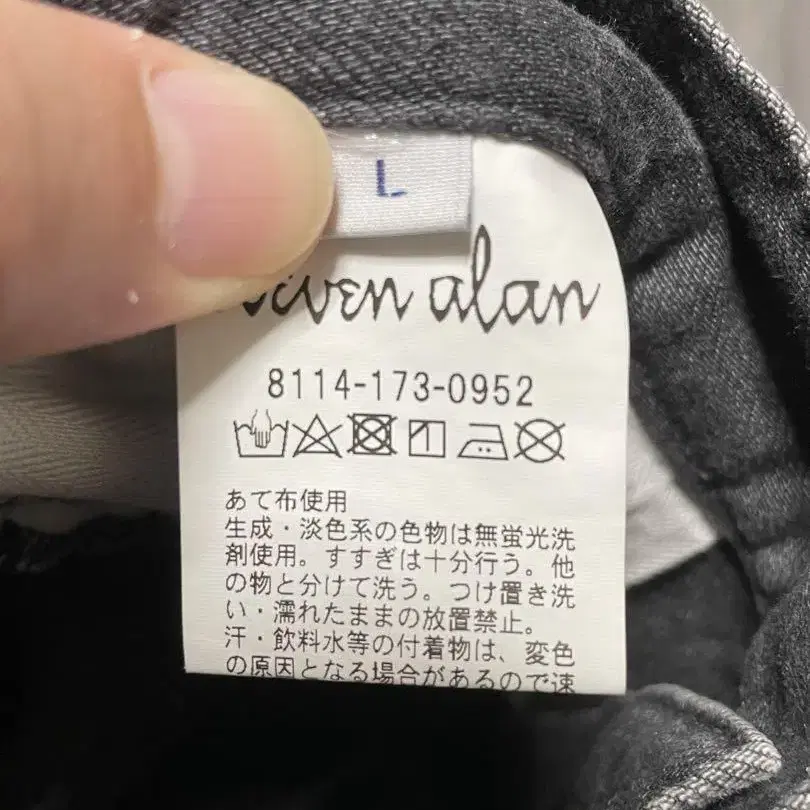 L
even alan
8114-173-0952
あて布使用
生成・淡色系の色物は無蛍光洗
剤使用。すすぎは十分行う。他
の物と分けて洗う。つけ置き洗
い・濡れたままの放置禁止。
汗・飲料水等の付着物は、変色
の原因となる場合があるので速